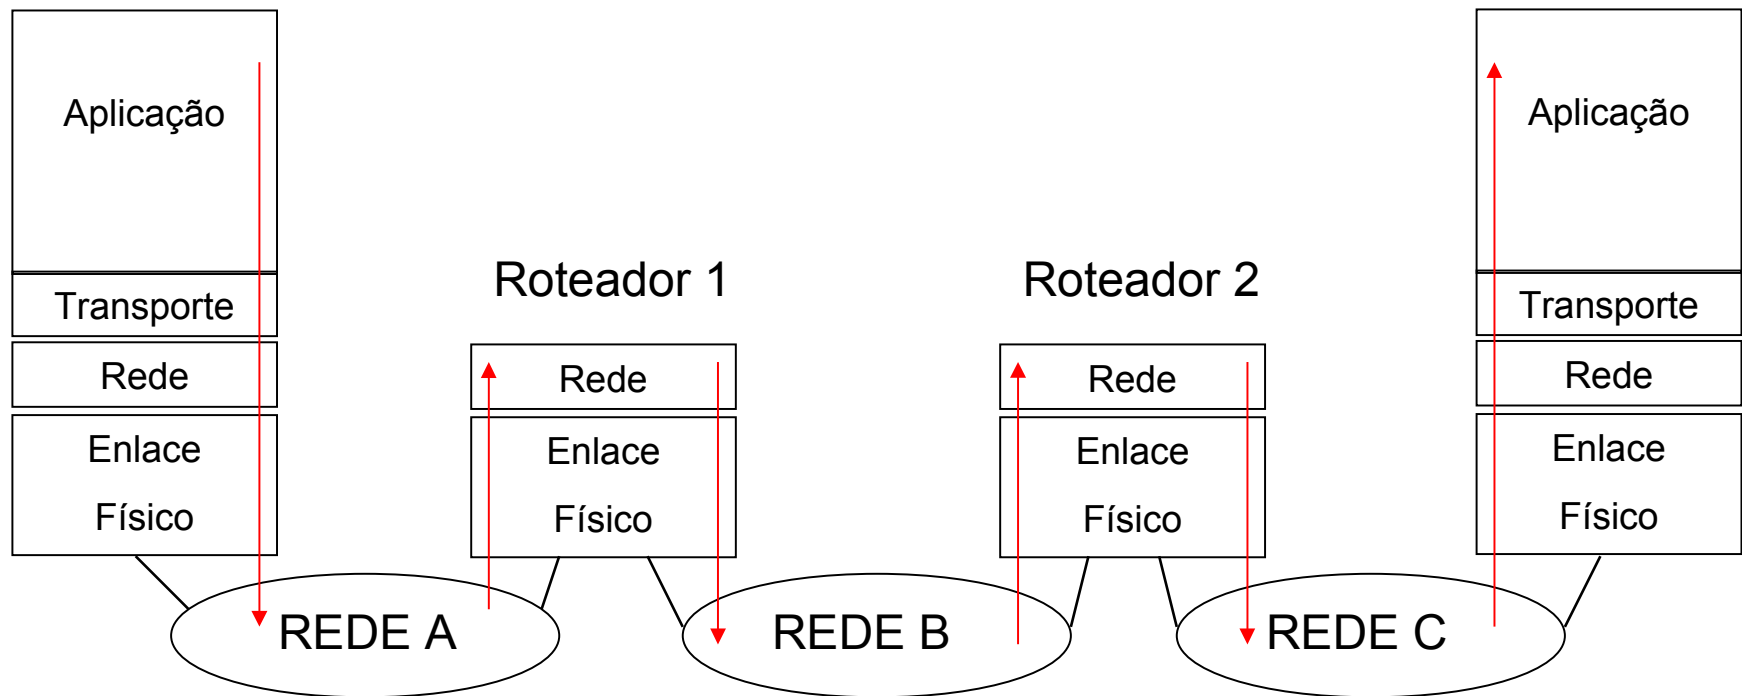 Aplicação
Transporte
Rede
Enlace
Físico
Roteador 1
Rede
Enlace
Físico
Roteador 2
Rede
Enlace
Físico
Aplicação
Transporte
Rede
Enlace
Físico
REDE A
REDE B
REDE C